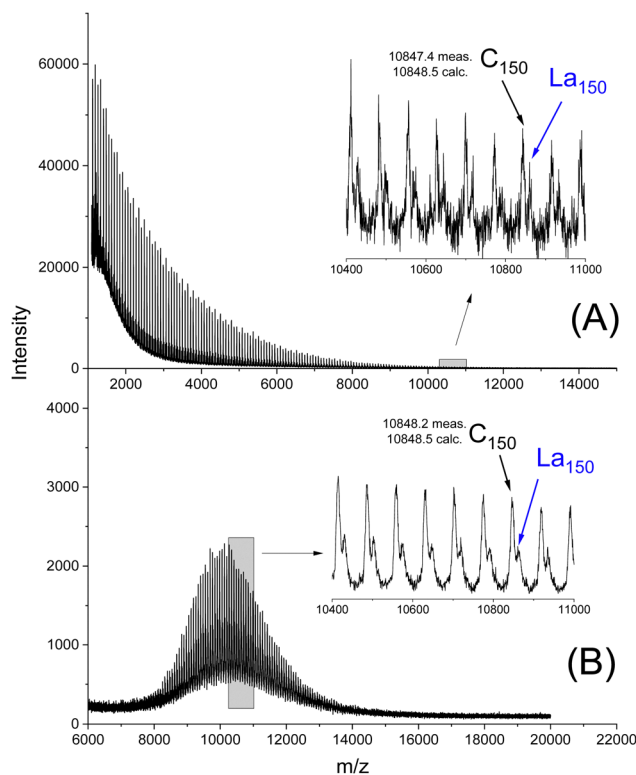 60000
40000
20000
0
2000 4000 6000 8000 10000 12000 14000
10847.4 meas.
10848.5 calc.
C150
La150
10400 10600 10800 11000
(A)
Intensity
4000
3000
2000
1000
0
6000 8000 10000 12000 14000 16000 18000 20000 22000
10848.2 meas.
10848.5 calc.
C150
La150
10400 10600 10800 11000
(B)
m/z